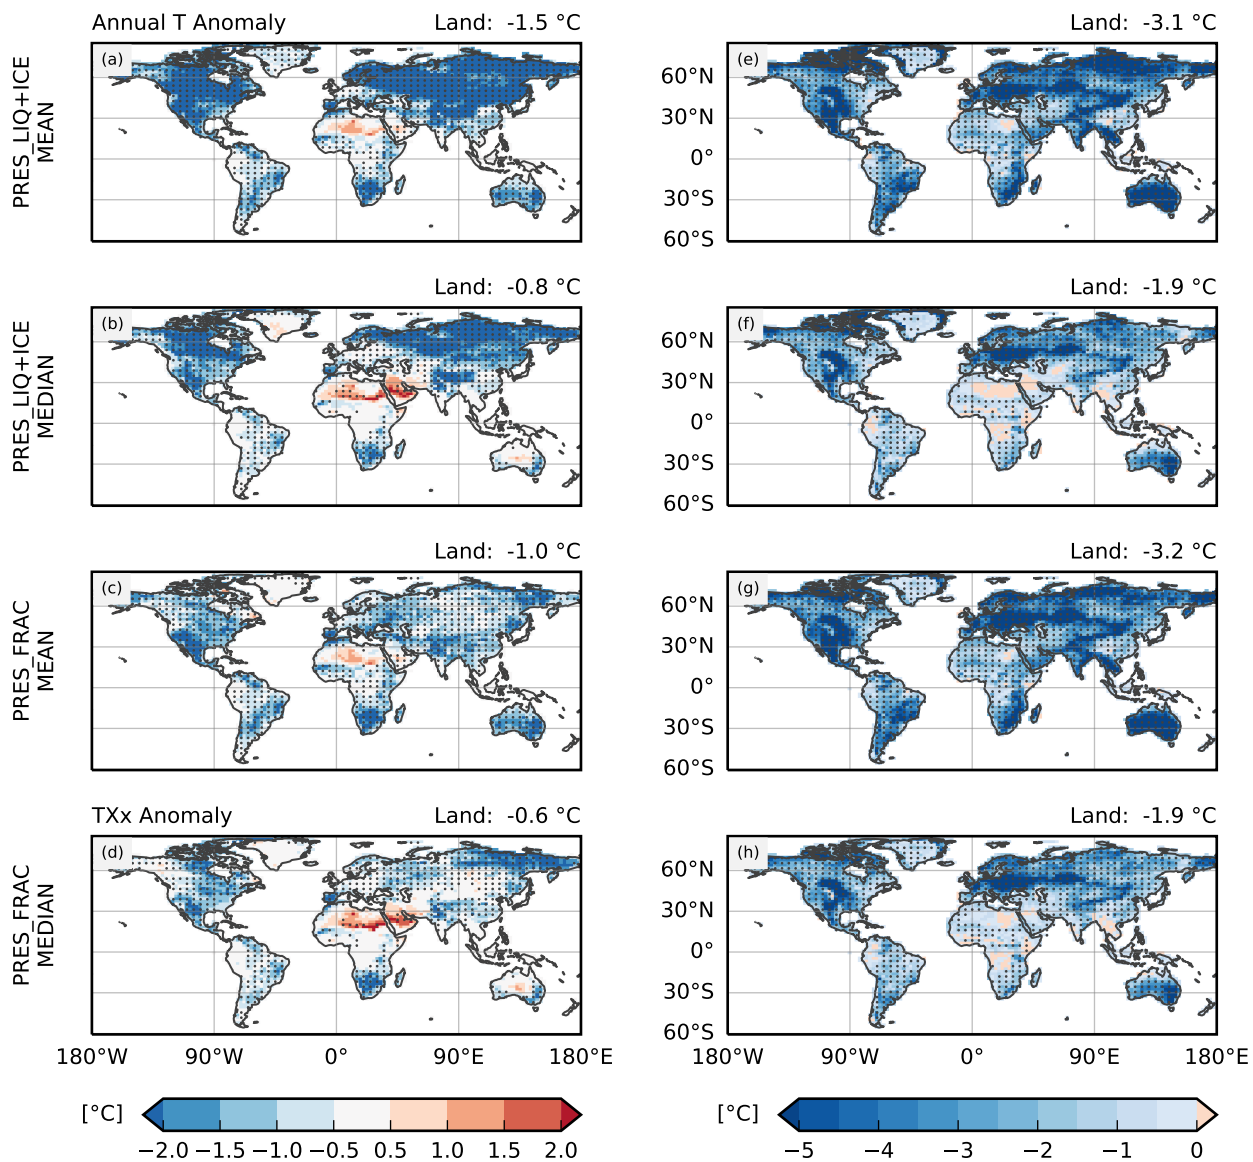 Annual T Anomaly Land: -1.5 °C Land: -3.1 °C
PRES_LIQ+ICE
MEAN
(a) (e)
60°N
30°N
0°
30°S
60°S
Land: -0.8 °C Land: -1.9 °C
PRES_LIQ+ICE
MEDIAN
(b) (f)
60°N
30°N
0°
30°S
60°S
Land: -1.0 °C Land: -3.2 °C
PRES_FRAC
MEAN
(c) (g)
60°N
30°N
0°
30°S
60°S
TXx Anomaly Land: -0.6 °C Land: -1.9 °C
PRES_FRAC
MEDIAN
(d) (h)
60°N
30°N
0°
30°S
60°S
180°W 90°W 0° 90°E 180°E 180°W 90°W 0° 90°E 180°E
[°C] [°C]
−2.0 −1.5 −1.0 −0.5 0.5 1.0 1.5 2.0 −5 −4 −3 −2 −1 0